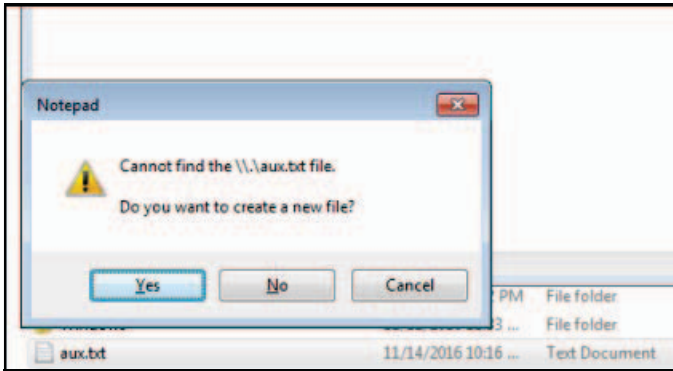 Notepad
Cannot find the \\.\aux.txt file.
Do you want to create a new file?
Yes No Cancel
PM File folder
File folder
aux.txt 11/14/2016 10:16 ... Text Document